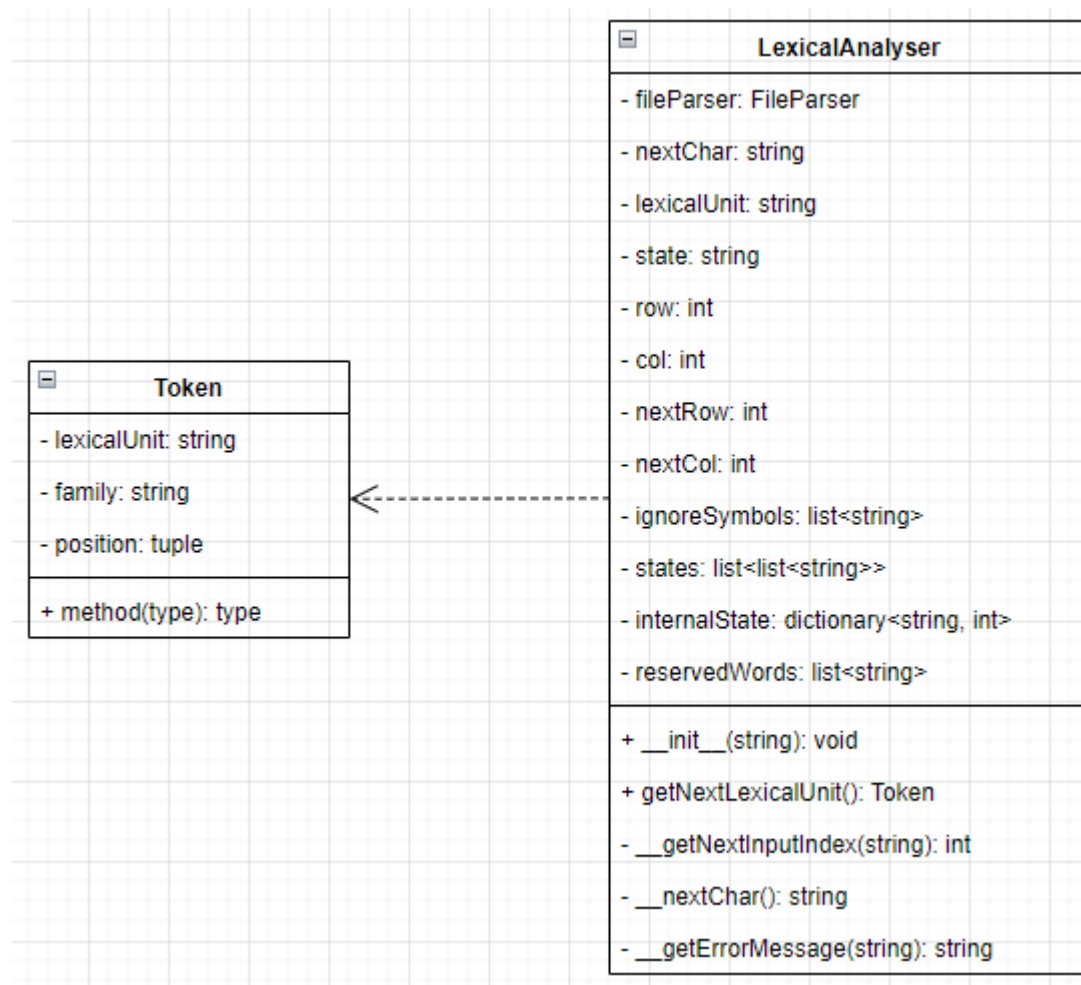 Token
- lexicalUnit: string
- family: string
- position: tuple
+ method(type): type
LexicalAnalyser
- fileParser: FileParser
- nextChar: string
- lexicalUnit: string
- state: string
- row: int
- col: int
- nextRow: int
- nextCol: int
- ignoreSymbols: list<string>
- states: list<list<string>>
- internalState: dictionary<string, int>
- reservedWords: list<string>
+ __init__(string): void
+ getNextLexicalUnit(): Token
- __getNextInputIndex(string): int
- __nextChar(): string
- __getErrorMessage(string): string